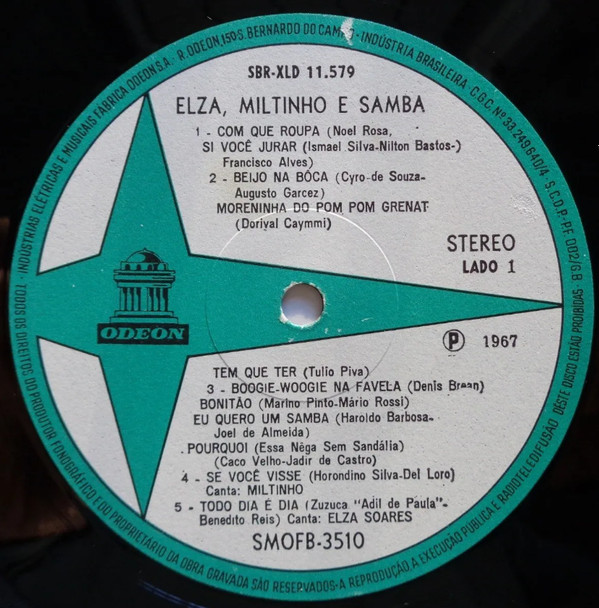 INDÚSTRIAS ELÉTRICAS E MUSICAIS FÁBRICA ODEON S.A. - R. ODEON, 150 S. BERNARDO DO CAMPO - INDÚSTRIA BRASILEIRA C.G.C. Nº 33.249.640/4 - S.C.D.P.-PF 002/GB
SBR-XLD 11.579
ELZA, MILTINHO E SAMBA
1 - COM QUE ROUPA (Noel Rosa,
SI VOCÊ JURAR (Ismael Silva-Nilton Bastos-)
Francisco Alves)
2 - BEIJO NA BÔCA (Cyro de Souza-
Augusto Garcez)
MORENINHA DO POM POM GRENAT
(Dorival Caymmi)
STEREO
LADO 1
ODEON
P 1967
TEM QUE TER (Tulio Piva)
3 - BOOGIE-WOOGIE NA FAVELA (Denis Brean)
BONITÃO (Marino Pinto-Mário Rossi)
EU QUERO UM SAMBA (Haroldo Barbosa-
Joel de Almeida)
POURQUOI (Essa Nêga Sem Sandália)
(Caco Velho-Jadir de Castro)
4 - SE VOCÊ VISSE (Horondino Silva-Del Loro)
Canta: MILTINHO
5 - TODO DIA É DIA (Zuzuca "Adil de Paula"-
Benedito Reis) Canta: ELZA SOARES
SMOFB-3510
TODOS OS DIREITOS DO PRODUTOR FONOGRÁFICO E DO PROPRIETÁRIO DA OBRA GRAVADA SÃO RESERVADOS - A REPRODUÇÃO, A EXECUÇÃO PÚBLICA E RADIOTELEDIFUSÃO DESTE DISCO ESTÃO PROIBIDAS